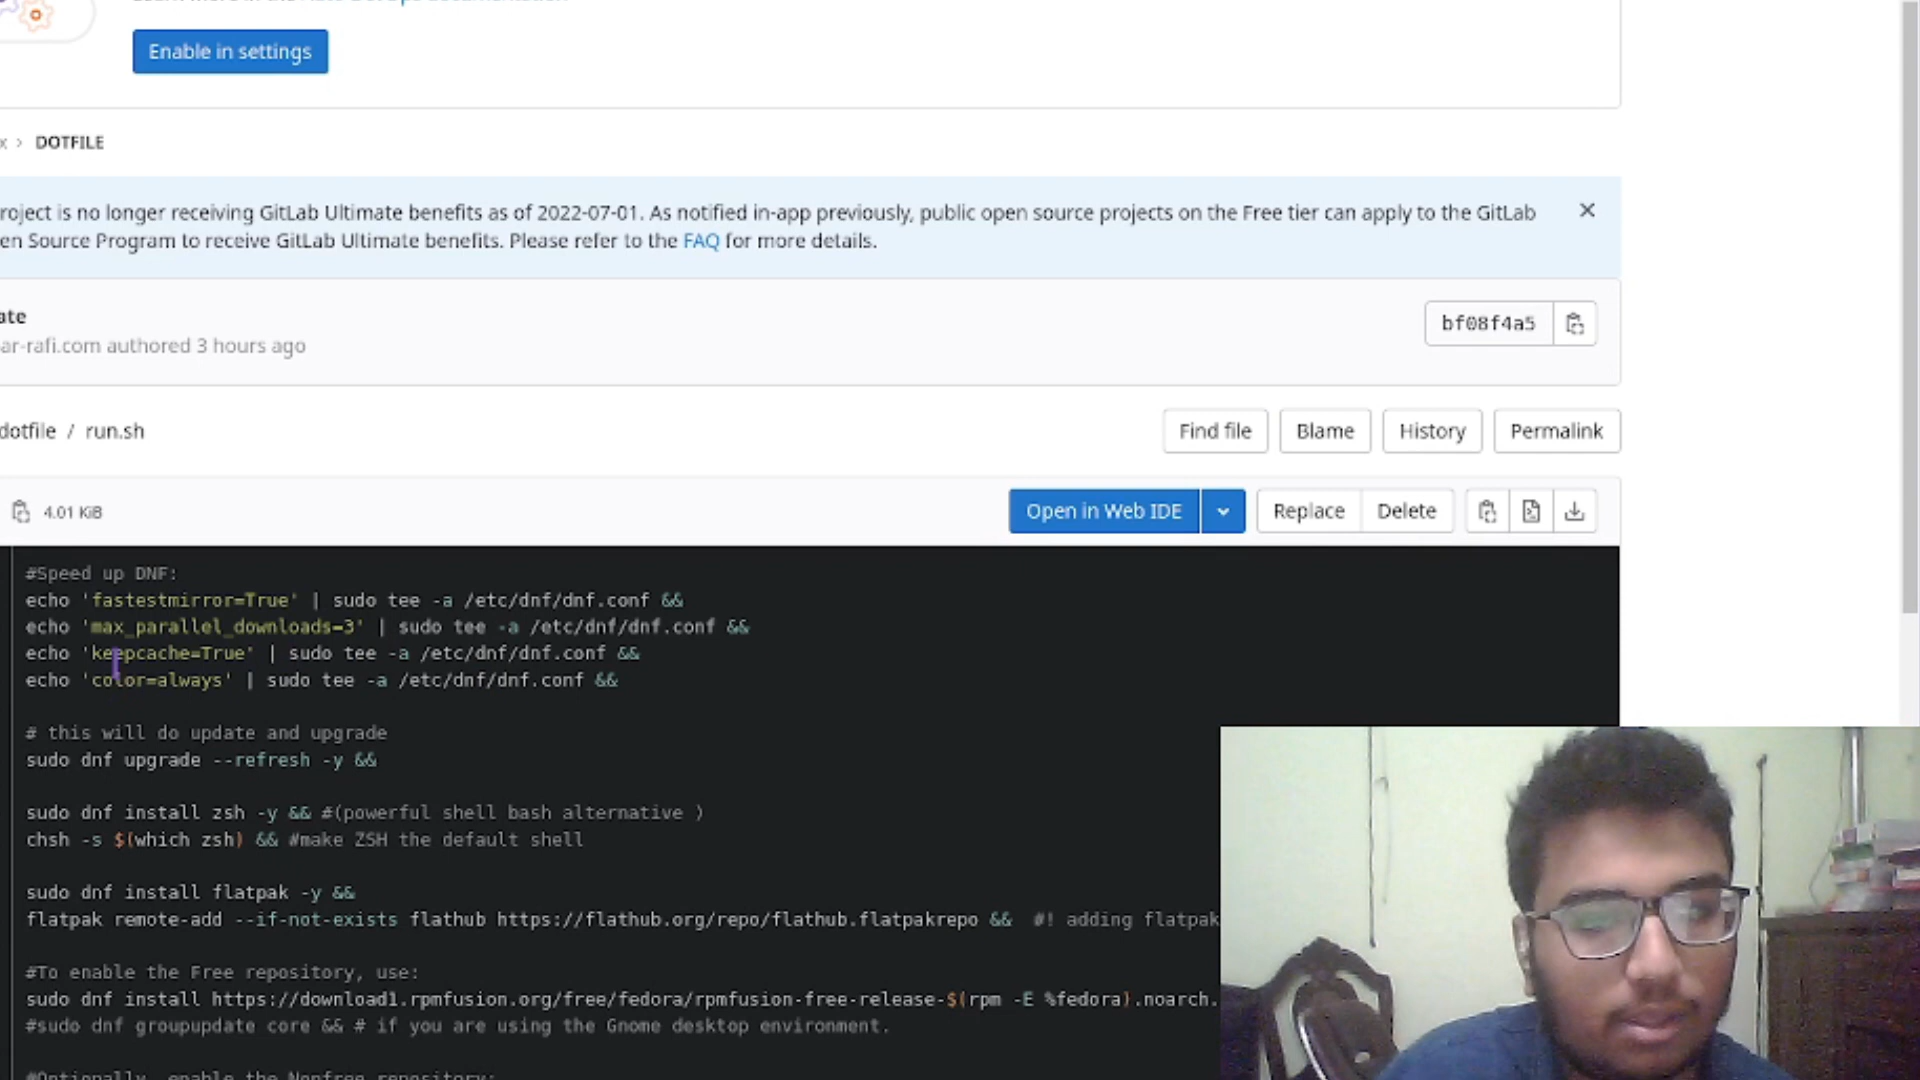 Enable in settings
x > DOTFILE
roject is no longer receiving GitLab Ultimate benefits as of 2022-07-01. As notified in-app previously, public open source projects on the Free tier can apply to the GitLab
en Source Program to receive GitLab Ultimate benefits. Please refer to the FAQ for more details.
ate
ar-rafi.com authored 3 hours ago
bf08f4a5
dotfile / run.sh
Find file
Blame
History
Permalink
4.01 KiB
Open in Web IDE
Replace
Delete
#Speed up DNF:
echo 'fastestmirror=True' | sudo tee -a /etc/dnf/dnf.conf &&
echo 'max_parallel_downloads=3' | sudo tee -a /etc/dnf/dnf.conf &&
echo 'keepcache=True' | sudo tee -a /etc/dnf/dnf.conf &&
echo 'color=always' | sudo tee -a /etc/dnf/dnf.conf &&
# this will do update and upgrade
sudo dnf upgrade --refresh -y &&
sudo dnf install zsh -y && #(powerful shell bash alternative )
chsh -s $(which zsh) && #make ZSH the default shell
sudo dnf install flatpak -y &&
flatpak remote-add --if-not-exists flathub https://flathub.org/repo/flathub.flatpakrepo && #! adding flatpak
#To enable the Free repository, use:
sudo dnf install https://download1.rpmfusion.org/free/fedora/rpmfusion-free-release-$(rpm -E %fedora).noarch.
#sudo dnf groupupdate core && # if you are using the Gnome desktop environment.
#Optionally, enable the Nonfree repository: